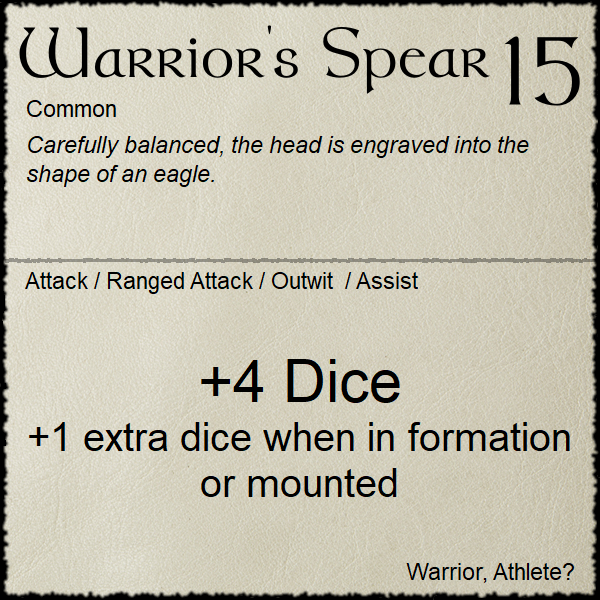 Warrior's Spear 15
Common
Carefully balanced, the head is engraved into the
shape of an eagle.
Attack / Ranged Attack / Outwit / Assist
+4 Dice
+1 extra dice when in formation
or mounted
Warrior, Athlete?